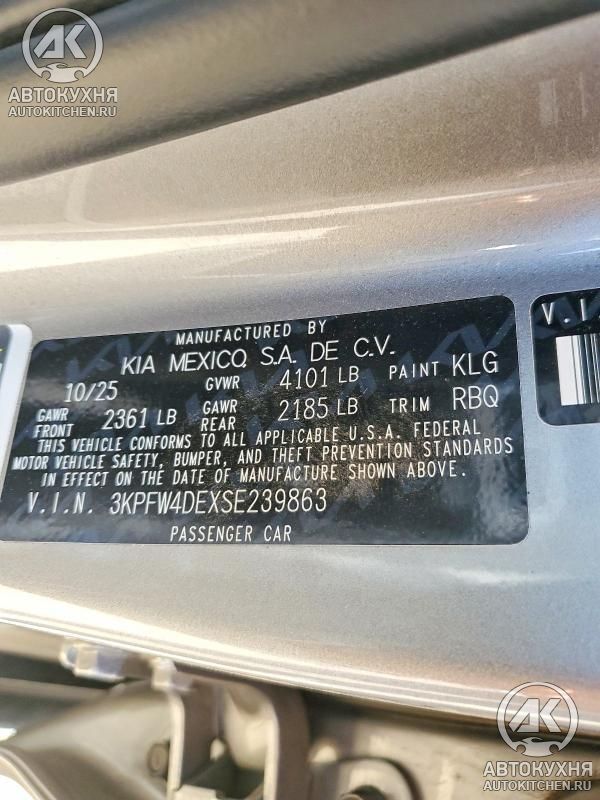 AK
АВТОКУХНЯ
AUTOKITCHEN.RU
MANUFACTURED BY
KIA MEXICO, S.A. DE C.V.
10/25 GVWR 4101 LB PAINT KLG
GAWR FRONT 2361 LB GAWR REAR 2185 LB TRIM RBQ
THIS VEHICLE CONFORMS TO ALL APPLICABLE U.S.A. FEDERAL
MOTOR VEHICLE SAFETY, BUMPER, AND THEFT PREVENTION STANDARDS
IN EFFECT ON THE DATE OF MANUFACTURE SHOWN ABOVE.
V.I.N. 3KPFW4DEXSE239863
PASSENGER CAR
V.I
AK
АВТОКУХНЯ
AUTOKITCHEN.RU